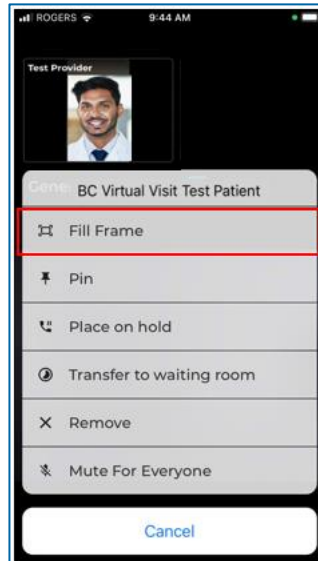 ROGERS 9:44 AM
Test Provider
BC Virtual Visit Test Patient
Fill Frame
Pin
Place on hold
Transfer to waiting room
Remove
Mute For Everyone
Cancel